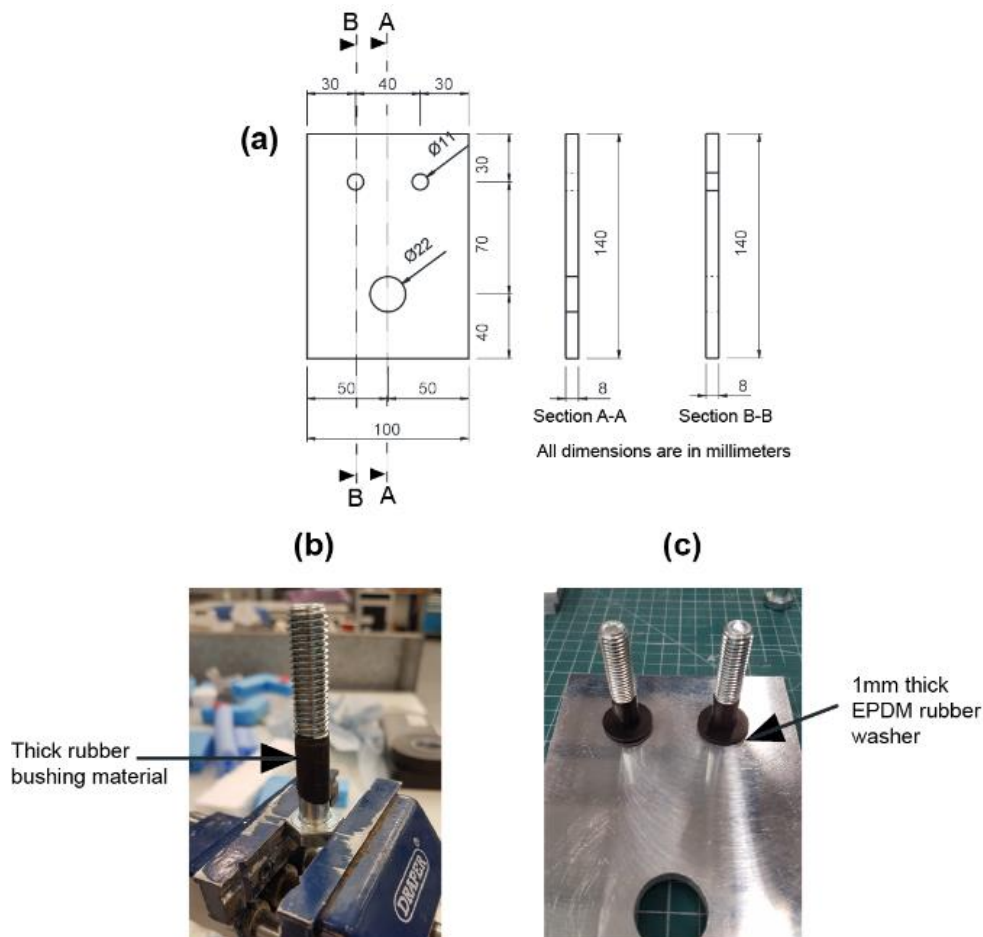 B A
30 40 30
(a)
Ø11
30
Ø22
70
40
140
140
50 50
8
8
100
Section A-A
Section B-B
All dimensions are in millimeters
B A
(b)
(c)
Thick rubber
bushing material
DRAPER
1mm thick
EPDM rubber
washer